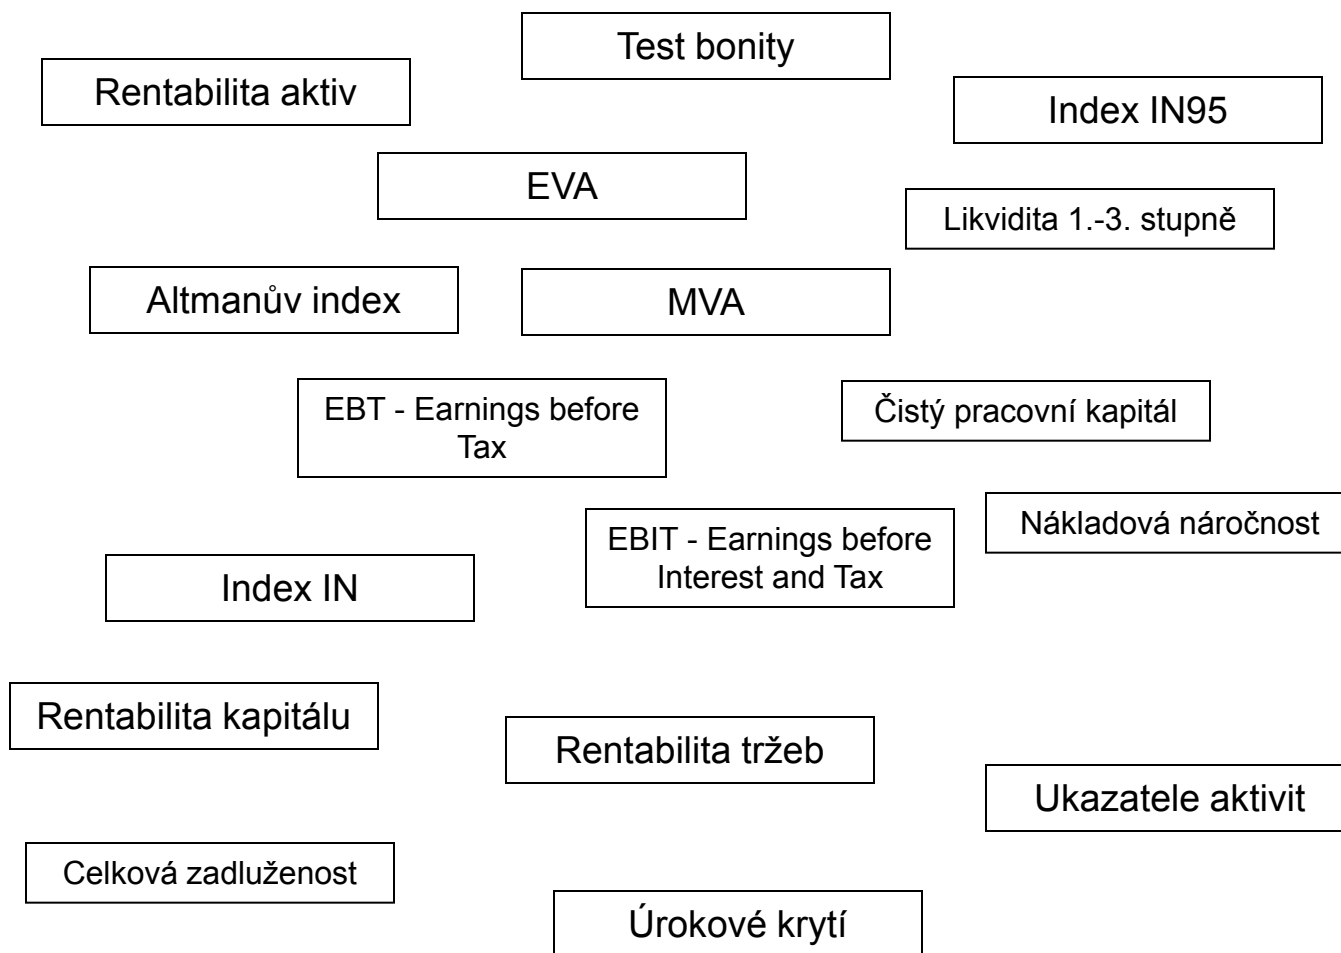 Test bonity
Rentabilita aktiv
Index IN95
EVA
Likvidita 1.-3. stupně
Altmanův index
MVA
EBT - Earnings before
Tax
Čistý pracovní kapitál
Nákladová náročnost
EBIT - Earnings before
Interest and Tax
Index IN
Rentabilita kapitálu
Rentabilita tržeb
Ukazatele aktivit
Celková zadluženost
Úrokové krytí